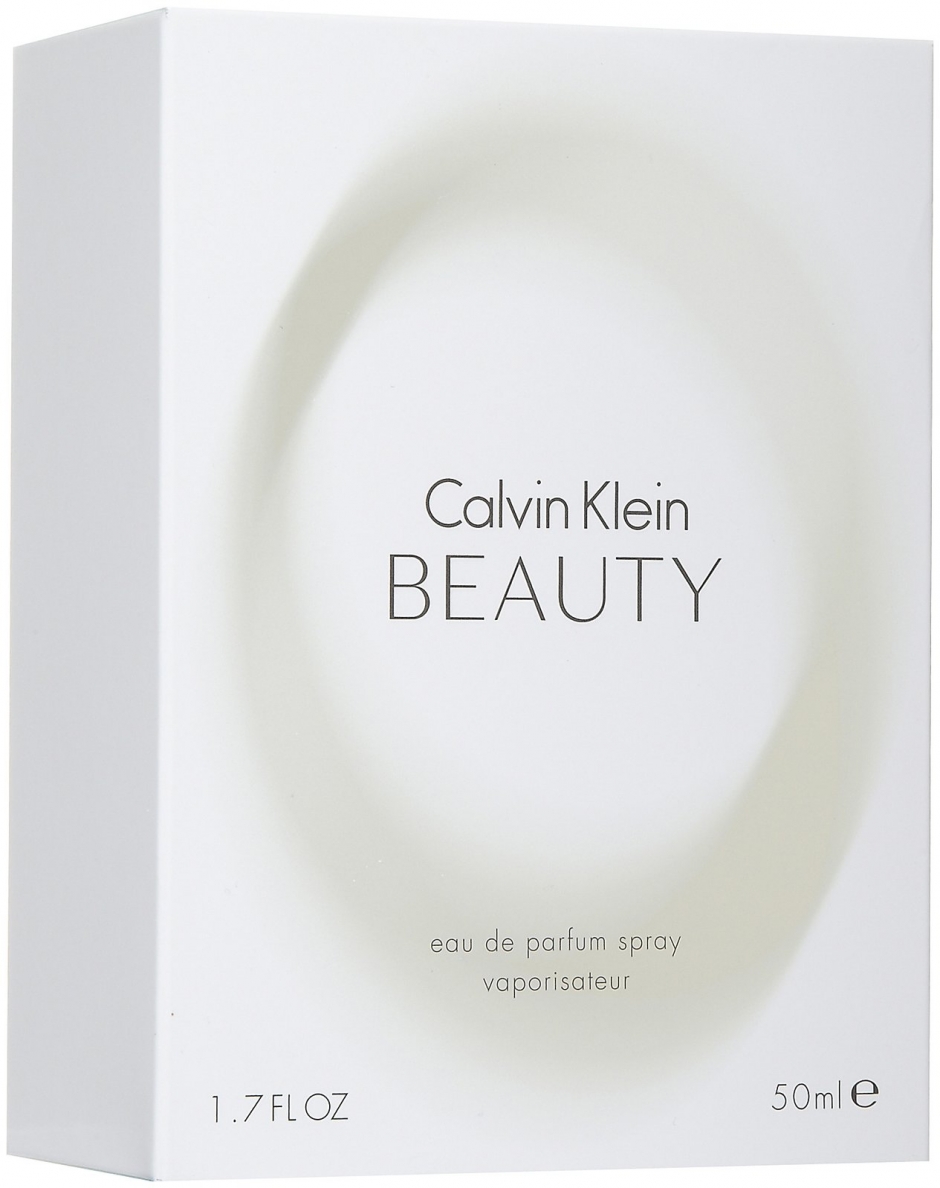 Calvin Klein
BEAUTY
eau de parfum spray
vaporisateur
1.7 FL OZ
50ml e